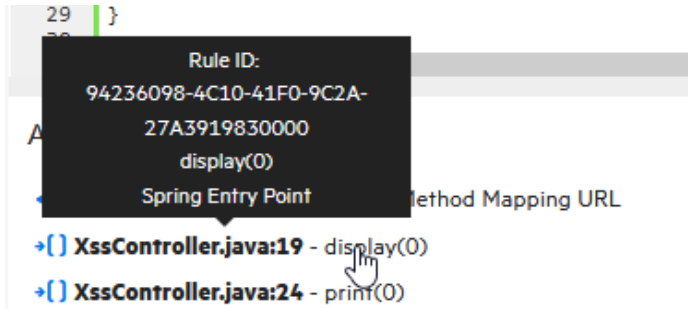 29 }
Rule ID:
94236098-4C10-41F0-9C2A-
27A3919830000
display(0)
Spring Entry Point
A
Method Mapping URL
XssController.java:19 - display(0)
XssController.java:24 - print(0)